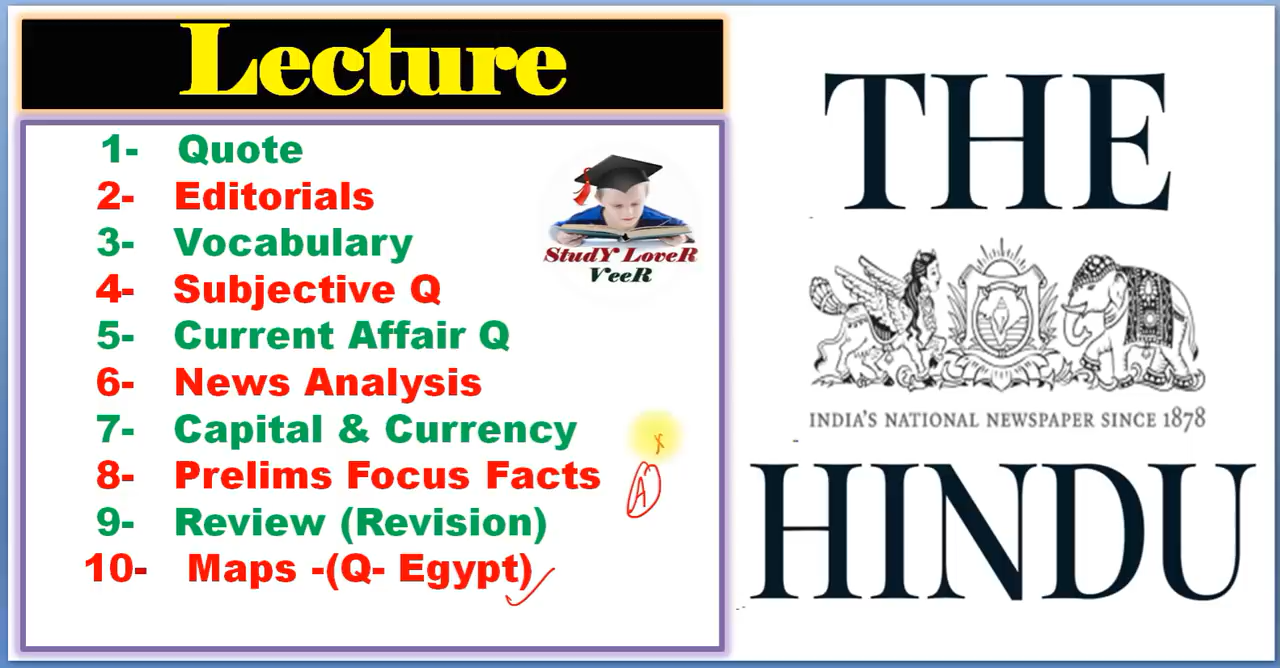 Lecture
1- Quote
2- Editorials
3- Vocabulary
4- Subjective Q
5- Current Affair Q
6- News Analysis
7- Capital & Currency
8- Prelims Focus Facts
9- Review (Revision)
10- Maps -(Q- Egypt)
StudY LoveR
VeeR
A
x
THE
INDIA'S NATIONAL NEWSPAPER SINCE 1878
HINDU